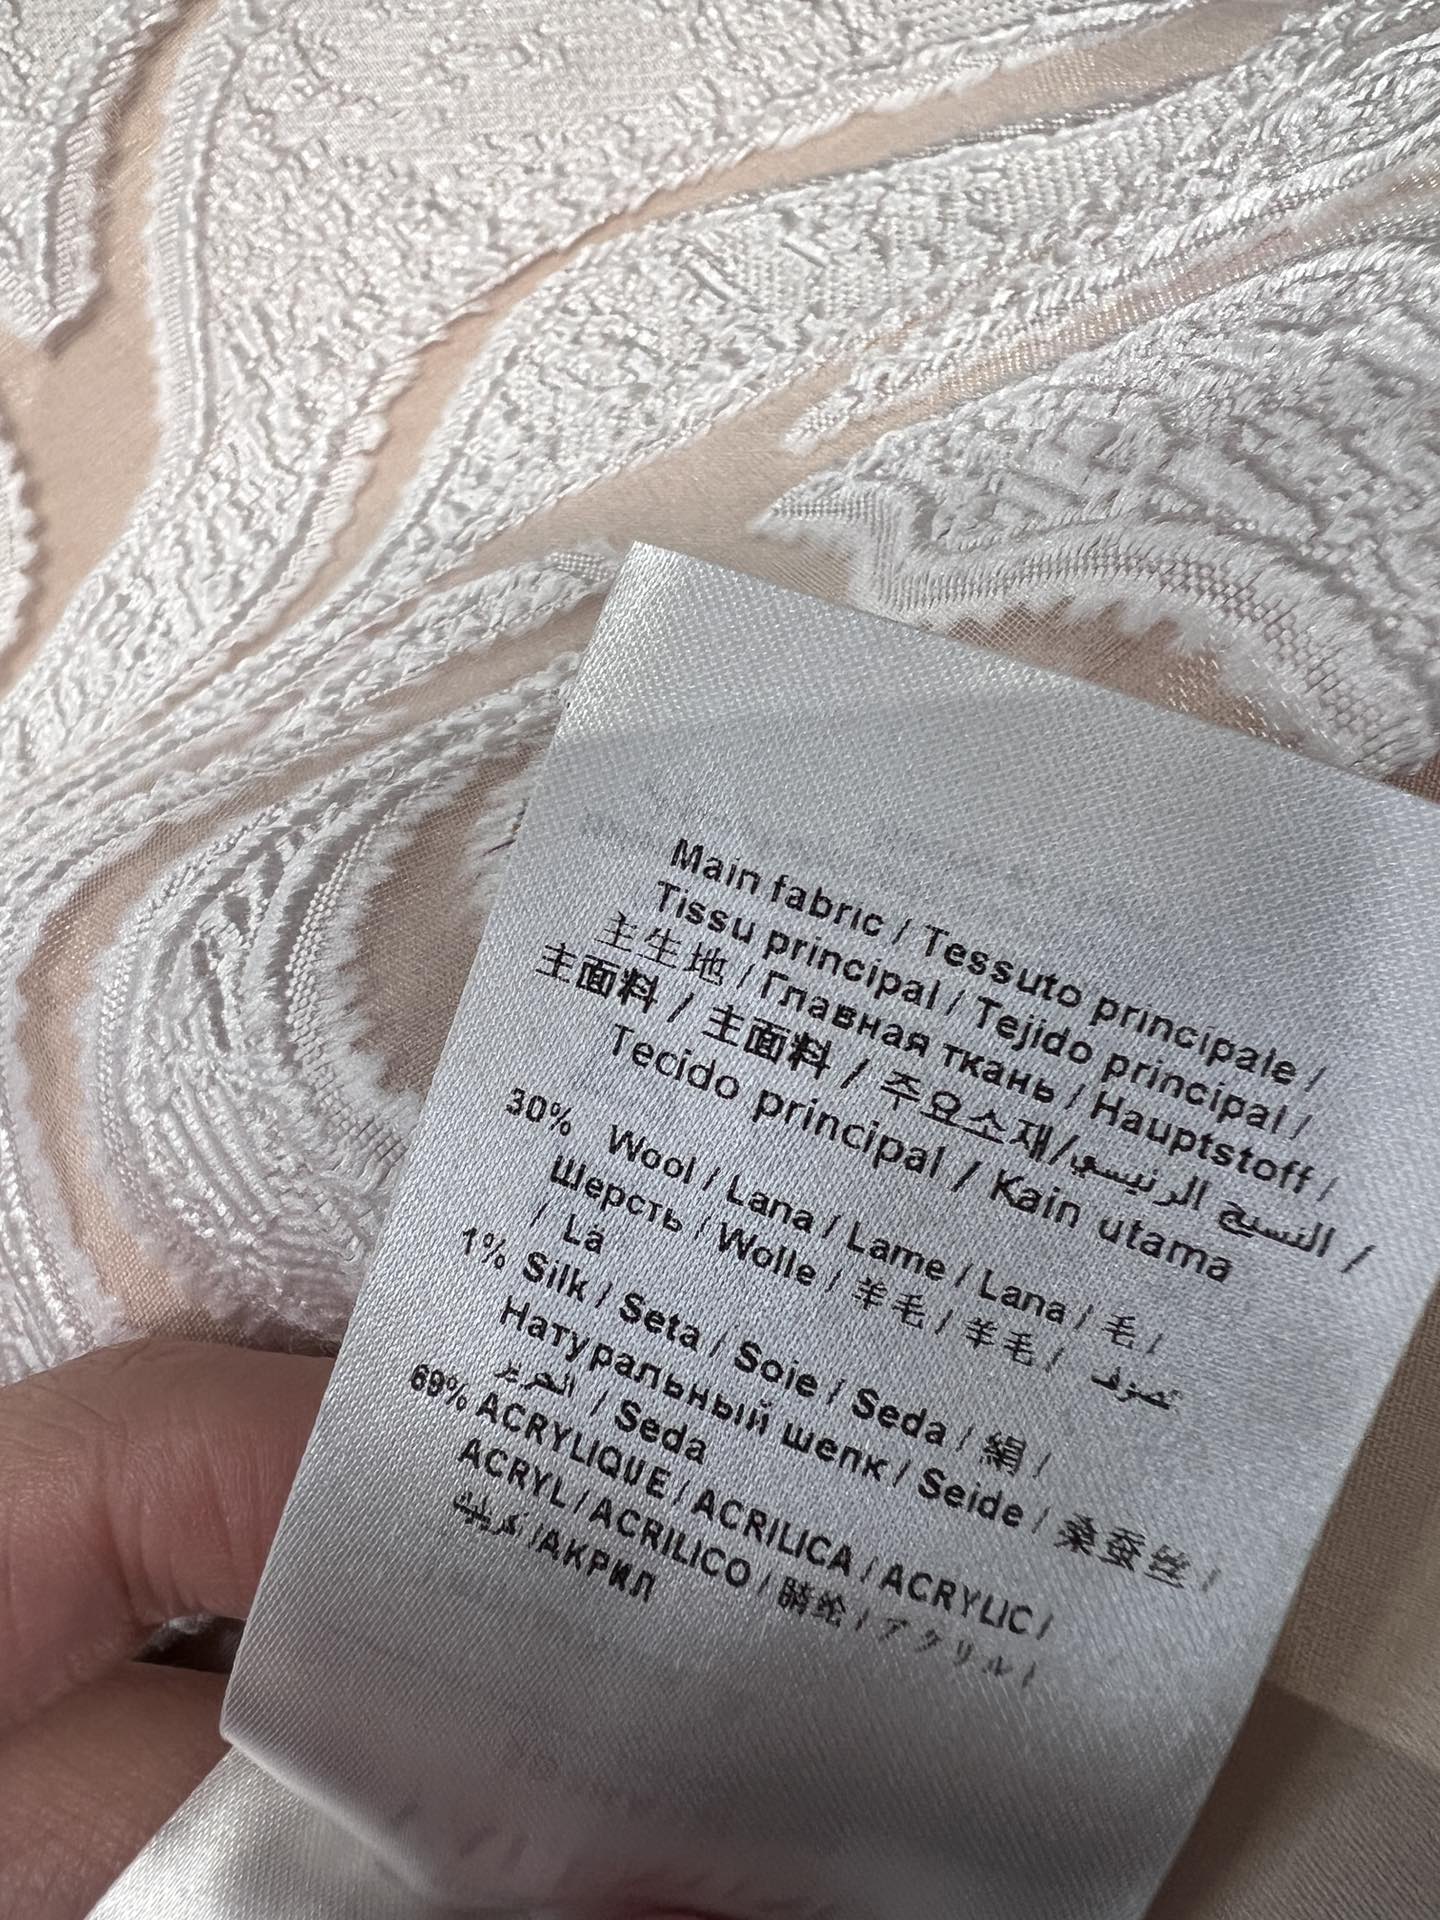 Main fabric / Tessuto principale /
Tissu principal / Tejido principal /
主生地 / Главная ткань / Hauptstoff /
主面料 / 主面料 / 주요소재/النسيج الرئيسي /
Tecido principal / Kain utama
30% Wool / Lana / Lame / Lana / 毛 /
Шерсть / Wolle / 羊毛 / 羊毛 /
/ Lã
1% Silk / Seta / Soie / Seda / 絹 /
Натуральный шелк / Seide / 桑蚕丝 /
الحرير / Seda
69% ACRYLIQUE / ACRILICA / ACRYLIC /
ACRYL / ACRILICO / 腈纶 / アクリル /
/АКРИЛ